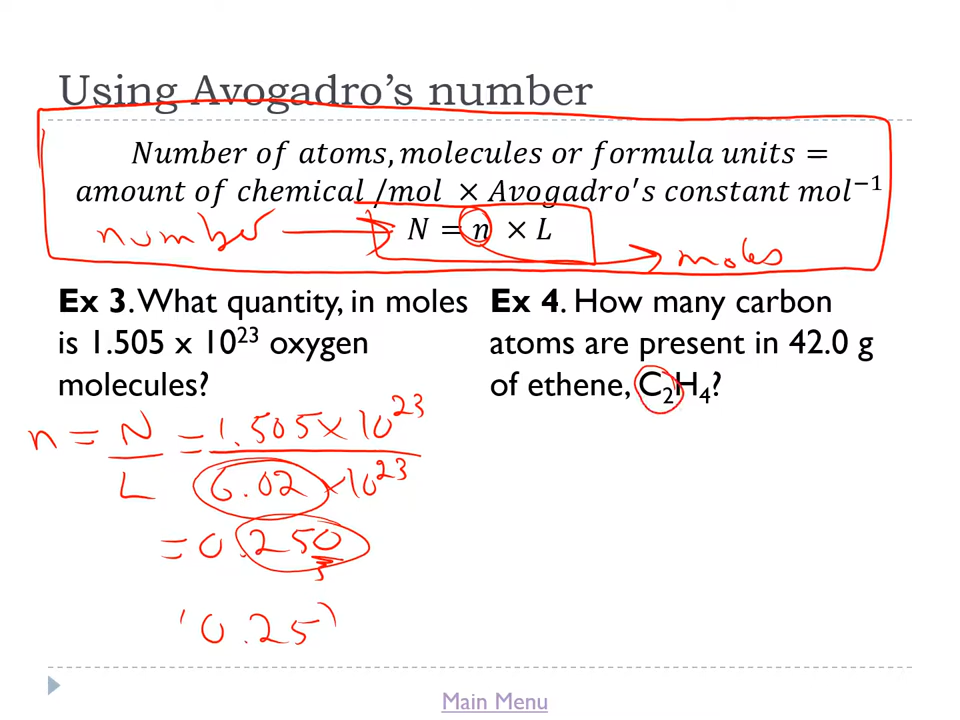 Using Avogadro's number
Number of atoms, molecules or formula units =
amount of chemical /mol × Avogadro's constant mol⁻¹
N = n × L
number
moles
Ex 3. What quantity, in moles
is 1.505 x 10²³ oxygen
molecules?
n = N/L = 1.505 × 10²³ / 6.02 × 10²³
= 0.250
'0.25'
Ex 4. How many carbon
atoms are present in 42.0 g
of ethene, C₂H₄?
Main Menu